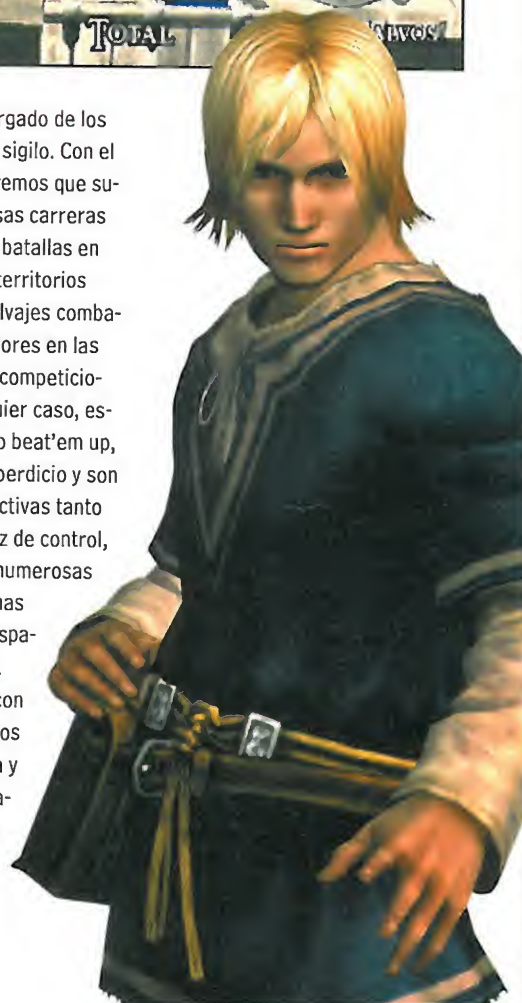 TOTAL
SALVOS
rgado de los
sigilo. Con el
remos que su-
sas carreras
batallas en
territorios
lvajes comba-
ores en las
competicio-
uier caso, es-
o beat'em up,
perdicio y son
ctivas tanto
z de control,
numerosas
nas
spa-
.
con
os
n y
a-